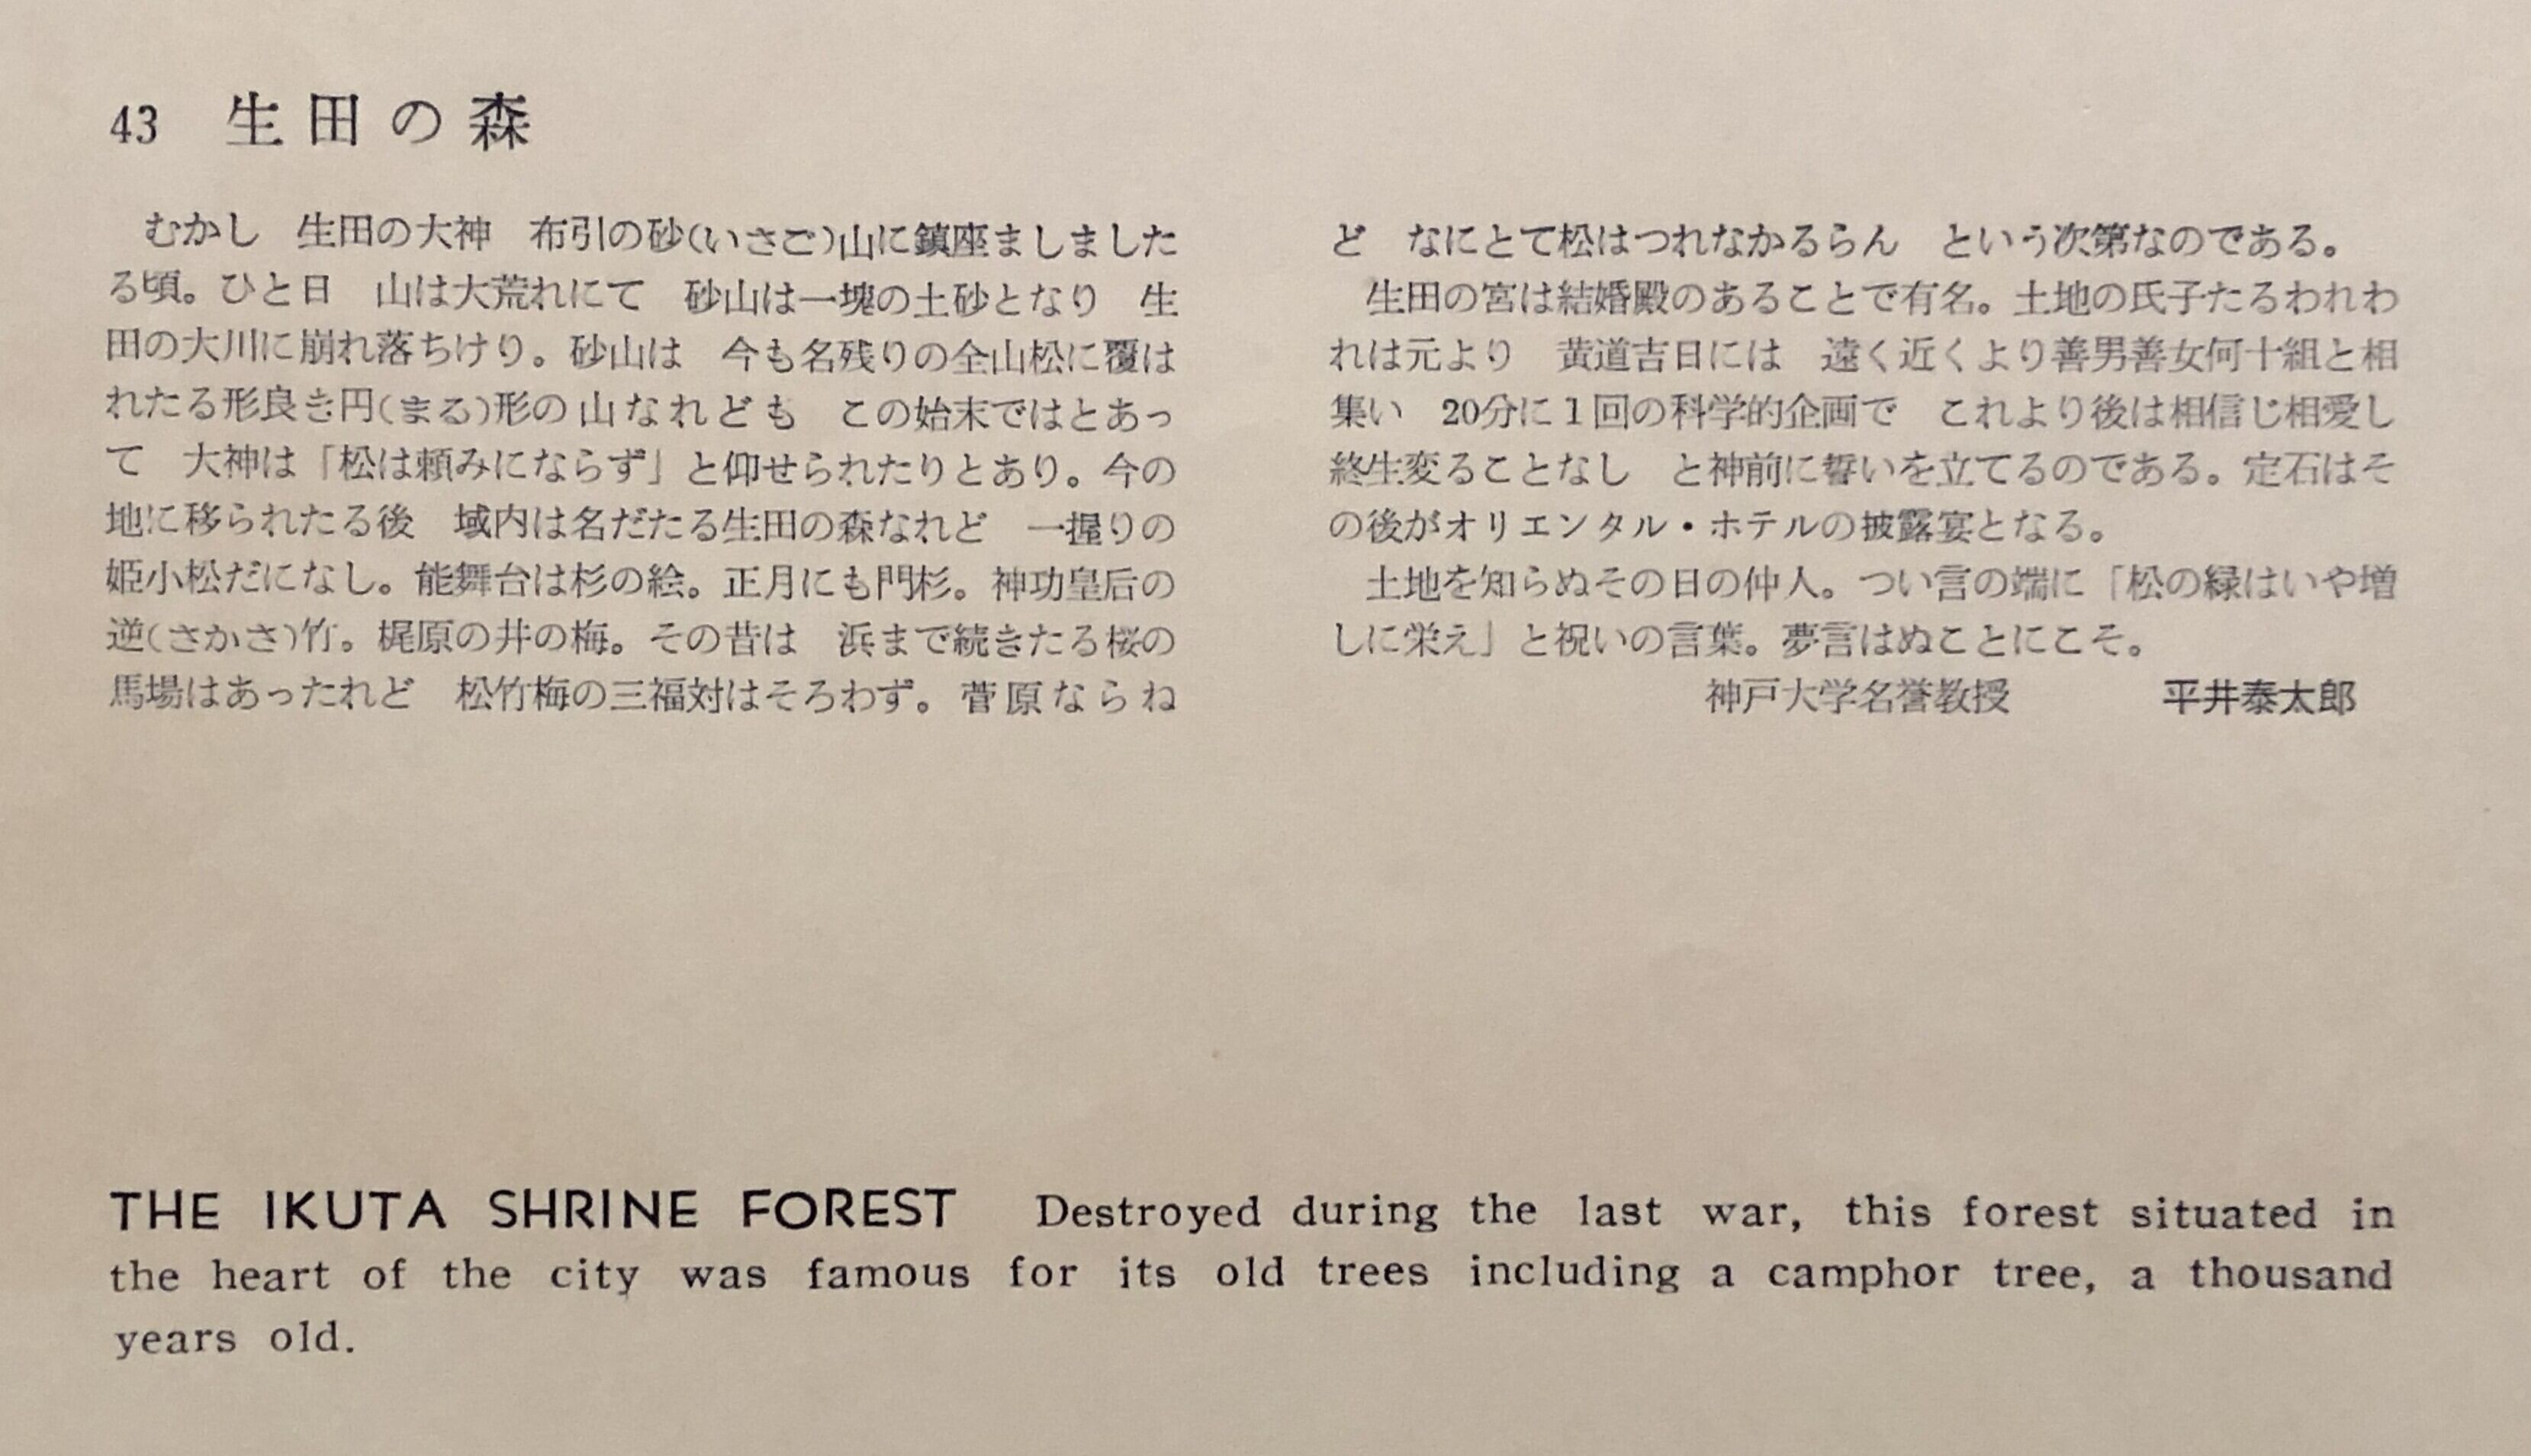 43 生田の森
むかし　生田の大神　布引の砂(いさご)山に鎮座ましました
る頃。ひと日　山は大荒れにて　砂山は一塊の土砂となり　生
田の大川に崩れ落ちけり。砂山は　今も名残りの全山松に覆は
れたる形良き円(まる)形の山なれども　この始末ではとあっ
て　大神は「松は頼みにならず」と仰せられたりとあり。今の
地に移られたる後　域内は名だたる生田の森なれど　一握りの
姫小松だになし。能舞台は杉の絵。正月にも門杉。神功皇后の
逆(さかさ)竹。梶原の井の梅。その昔は　浜まで続きたる桜の
馬場はあったれど　松竹梅の三福対はそろわず。菅原ならね
ど　なにとて松はつれなかるらん　という次第なのである。
生田の宮は結婚殿のあることで有名。土地の氏子たるわれわ
れは元より　黄道吉日には　遠く近くより善男善女何十組と相
集い　20分に1回の科学的企画で　これより後は相信じ相愛し
終生変ることなし　と神前に誓いを立てるのである。定石はそ
の後がオリエンタル・ホテルの披露宴となる。
土地を知らぬその日の仲人。つい言の端に「松の緑はいや増
しに栄え」と祝いの言葉。夢言はぬことにこそ。
神戸大学名誉教授　平井泰太郎
THE IKUTA SHRINE FOREST Destroyed during the last war, this forest situated in
the heart of the city was famous for its old trees including a camphor tree, a thousand
years old.